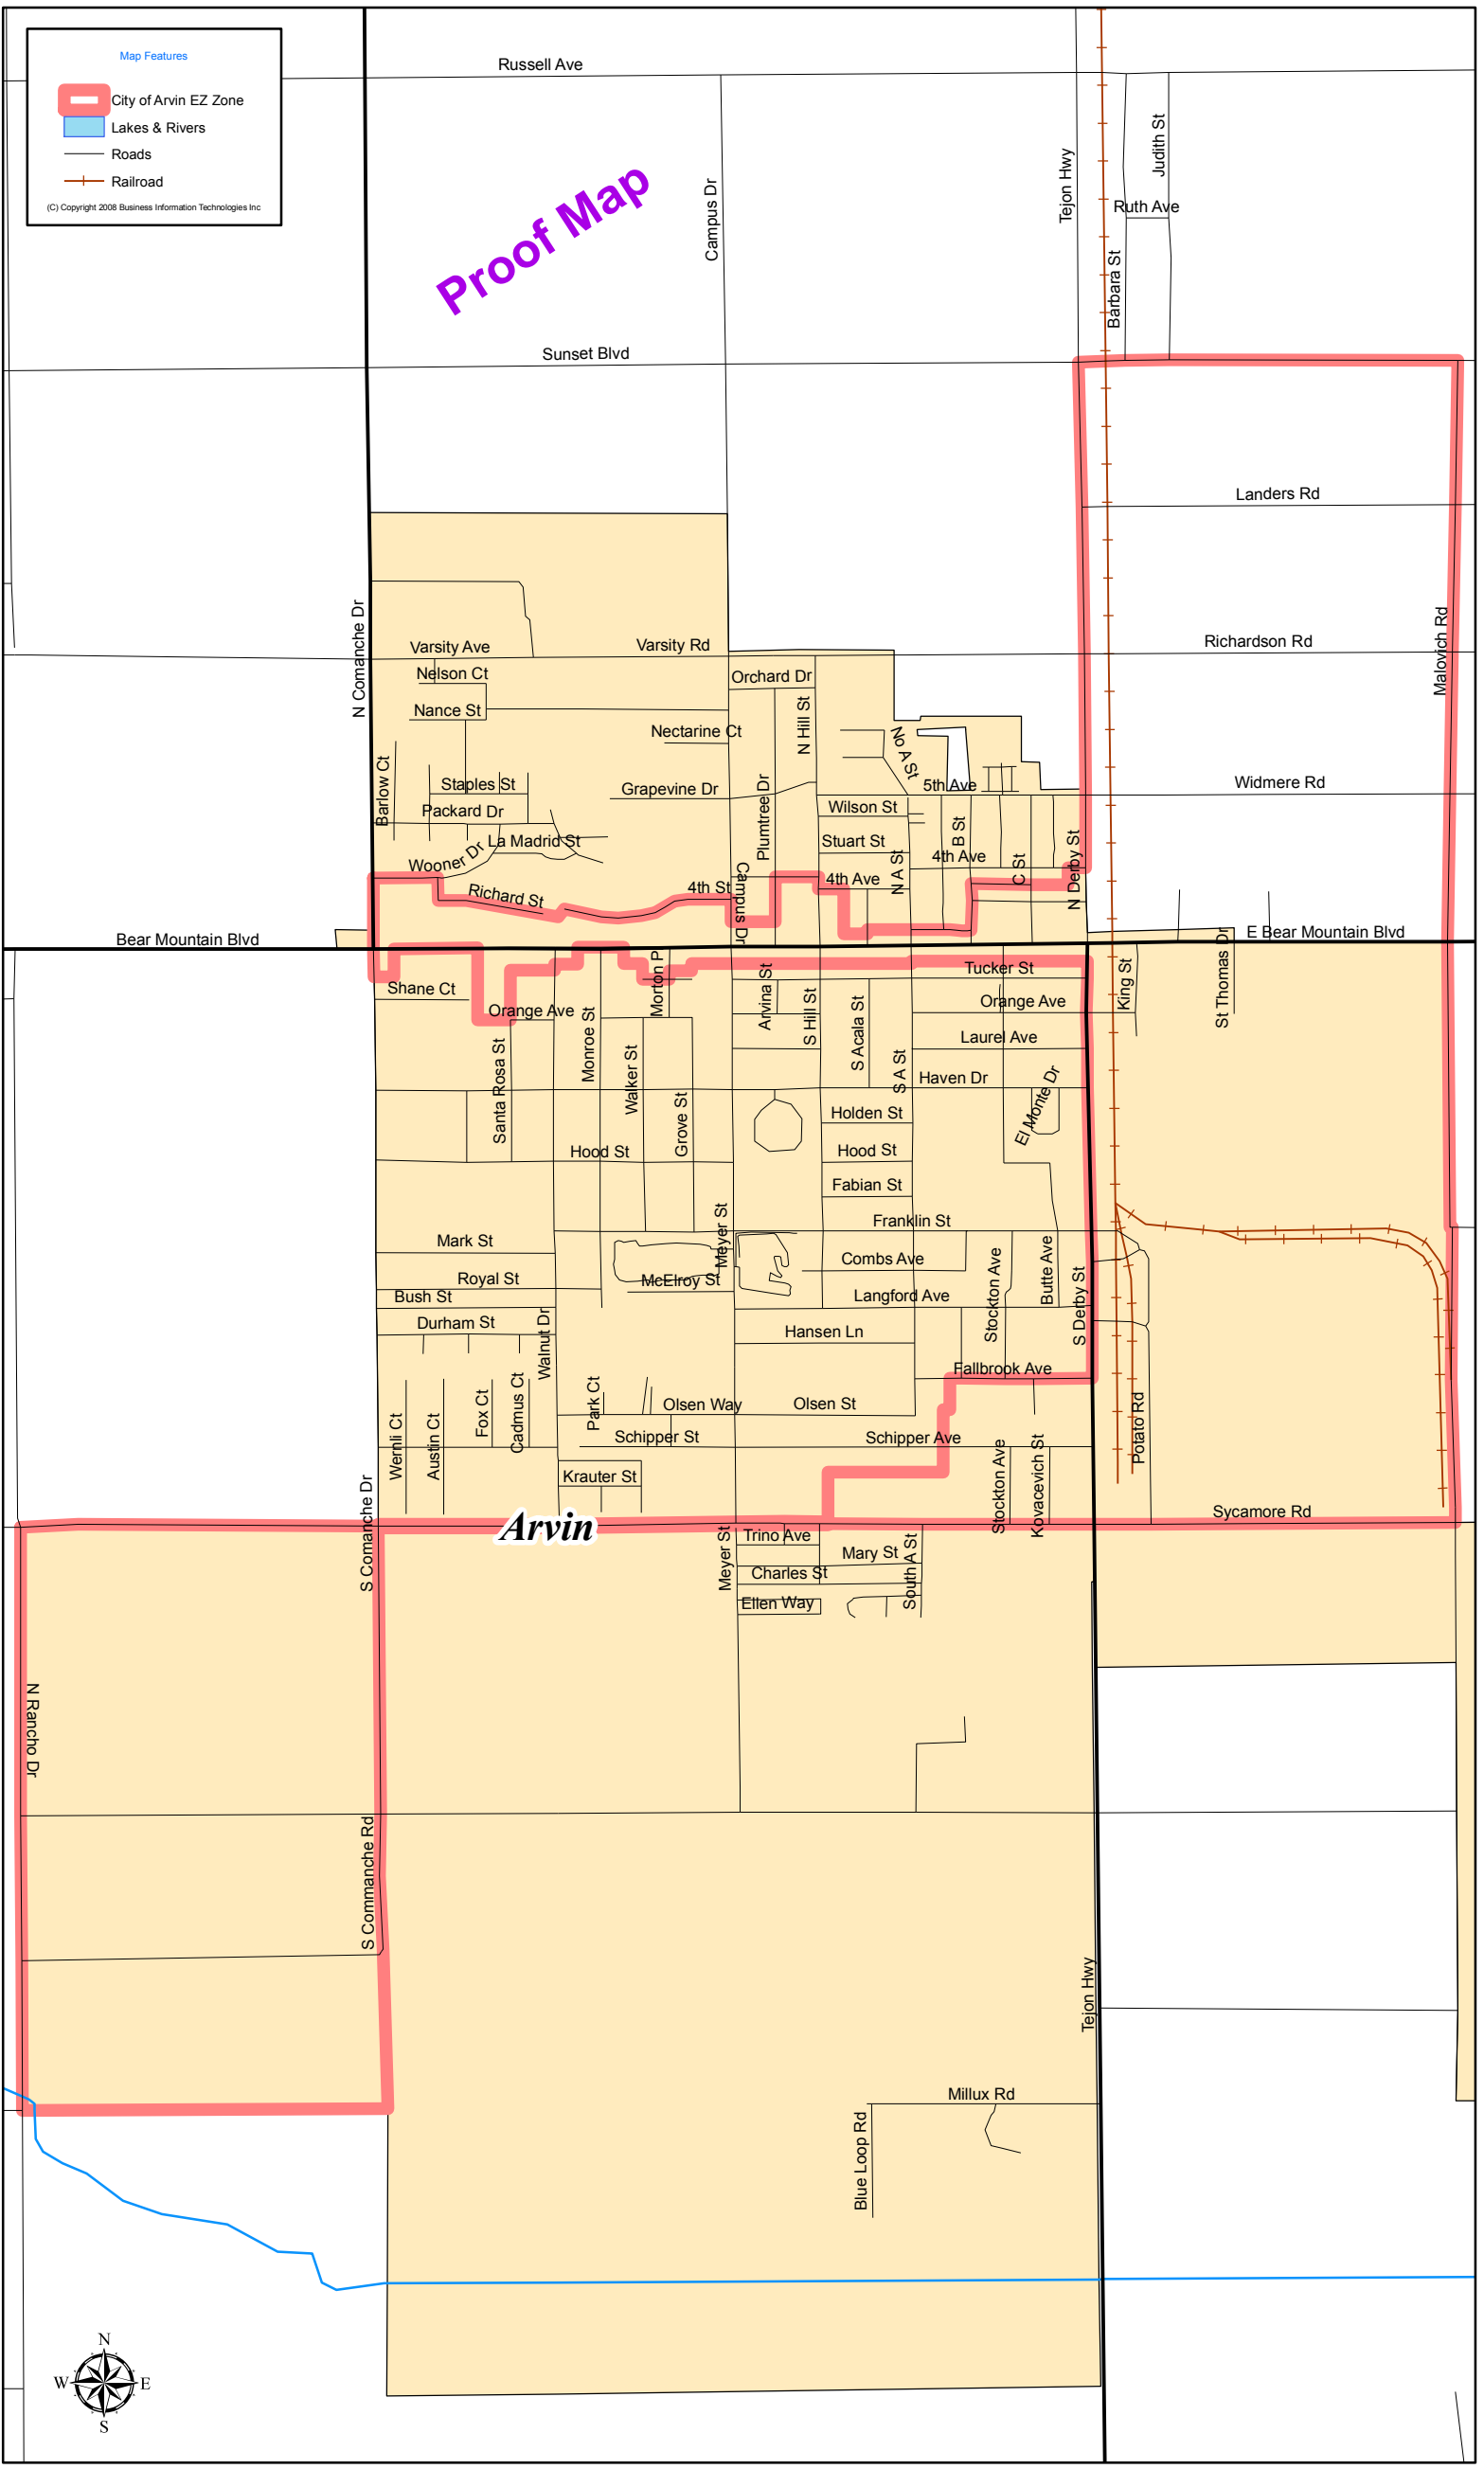 Map Features
City of Arvin EZ Zone
Lakes & Rivers
Roads
Railroad
(C) Copyright 2008 Business Information Technologies Inc
Russell Ave
Proof Map
Campus Dr
Tejon Hwy
Judith St
Ruth Ave
Barbara St
Sunset Blvd
Landers Rd
N Comanche Dr
Malovich Rd
Varsity Ave
Varsity Rd
Richardson Rd
Nelson Ct
Orchard Dr
Nance St
N Hill St
Nectarine Ct
No A St
Barlow Ct
Staples St
Grapevine Dr
5th Ave
Widmere Rd
Packard Dr
Plumtree Dr
Wilson St
La Madrid St
Stuart St
B St
Wooner Dr
4th Ave
C St
N Derby St
Richard St
4th St
Campus Dr
4th Ave
N A St
Bear Mountain Blvd
E Bear Mountain Blvd
Shane Ct
Morton P
Arvina St
Tucker St
King St
St Thomas Dr
Orange Ave
S Hill St
Orange Ave
Monroe St
S Acala St
Laurel Ave
Santa Rosa St
Walker St
S A St
Haven Dr
El Monte Dr
Grove St
Holden St
Hood St
Hood St
Fabian St
Meyer St
Franklin St
Mark St
Combs Ave
Royal St
McElroy St
Stockton Ave
Butte Ave
Bush St
Langford Ave
S Derby St
Durham St
Walnut Dr
Hansen Ln
Fallbrook Ave
Wernli Ct
Austin Ct
Fox Ct
Cadmus Ct
Park Ct
Olsen Way
Olsen St
Potato Rd
Schipper St
Schipper Ave
Krauter St
Stockton Ave
Kovacevich St
S Comanche Dr
Arvin
Sycamore Rd
Meyer St
Trino Ave
Mary St
South A St
Charles St
Ellen Way
N Rancho Dr
S Commanche Rd
Tejon Hwy
Millux Rd
Blue Loop Rd
N
W
E
S